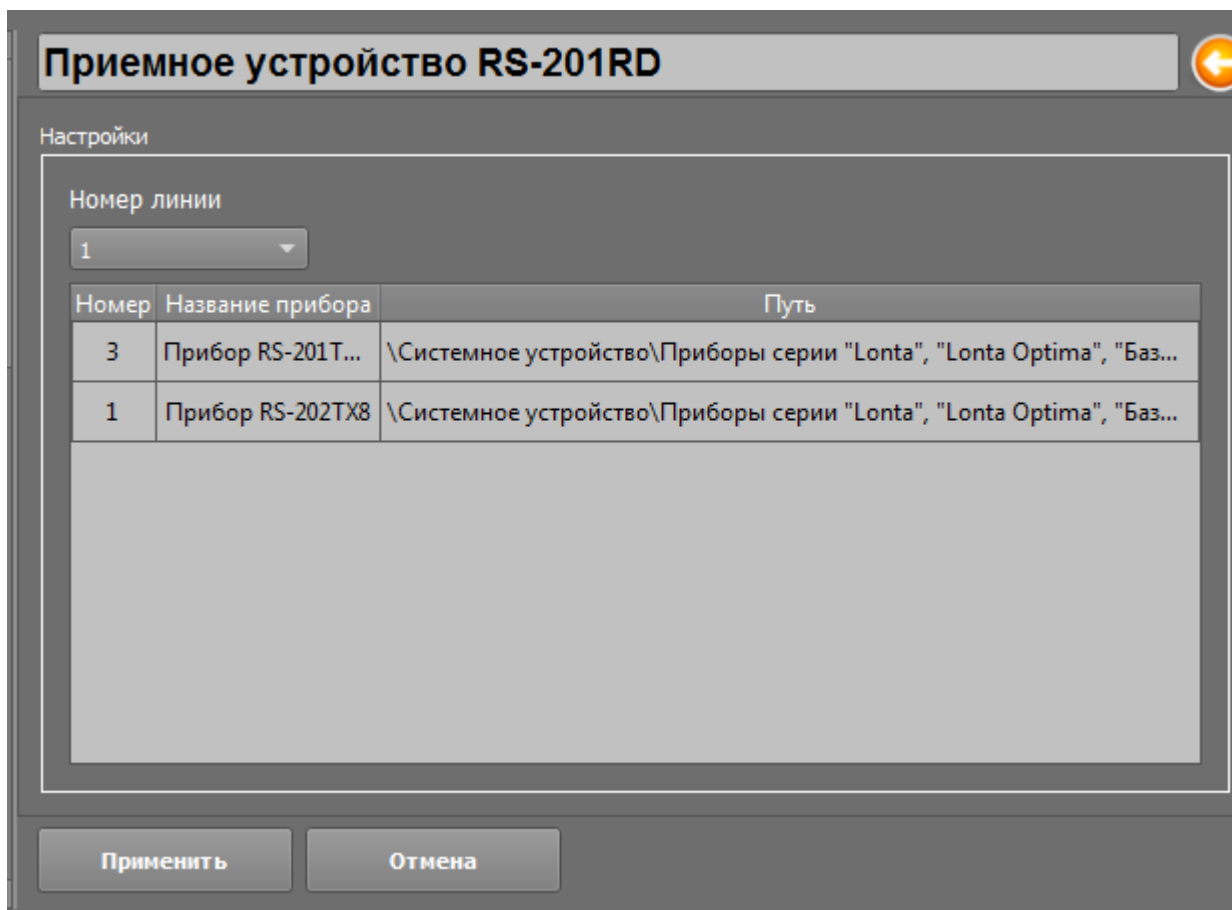 Приемное устройство RS-201RD
Настройки
Номер линии
1
Номер Название прибора Путь
3 Прибор RS-201T... \Системное устройство\Приборы серии "Lonta", "Lonta Optima", "Баз...
1 Прибор RS-202TX8 \Системное устройство\Приборы серии "Lonta", "Lonta Optima", "Баз...
Применить Отмена